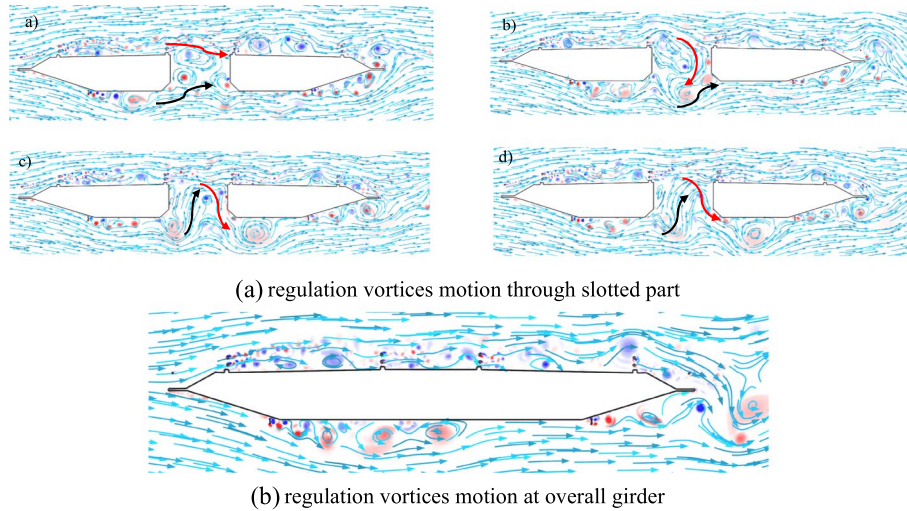 a)
b)
c)
d)
(a) regulation vortices motion through slotted part
(b) regulation vortices motion at overall girder